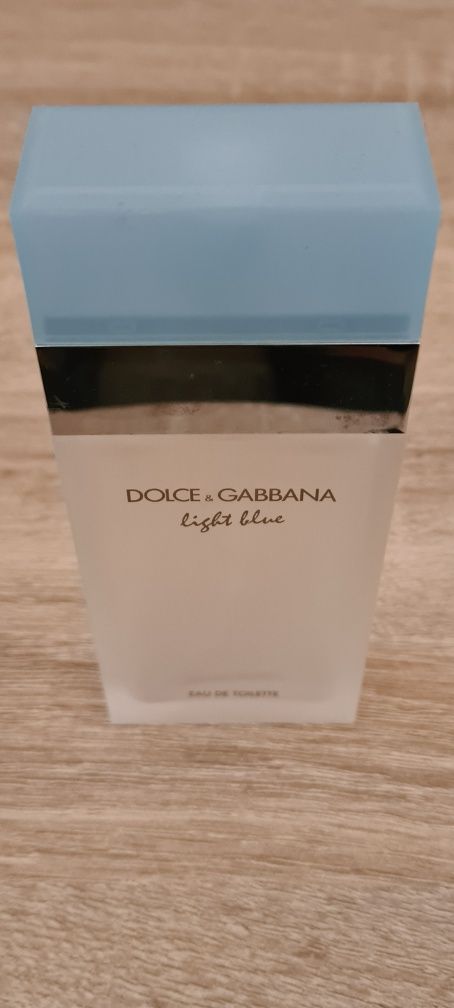 DOLCE & GABBANA
light blue
EAU DE TOILETTE